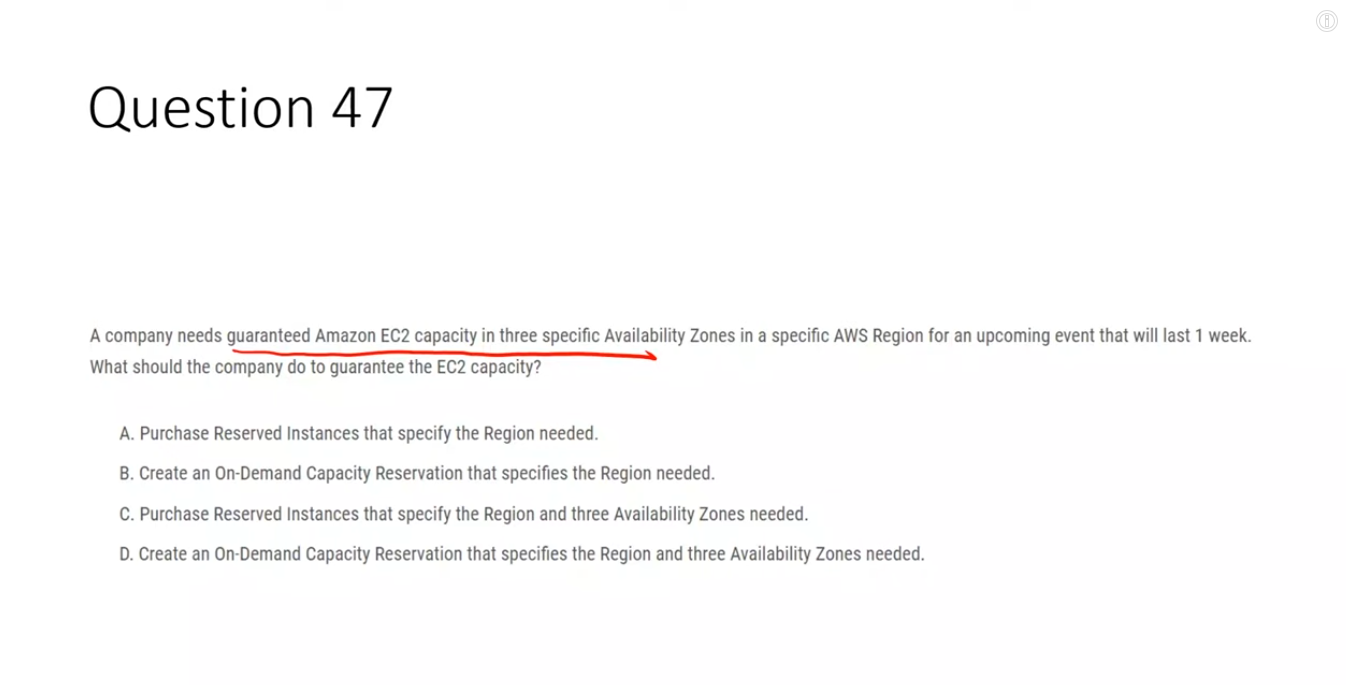 Question 47
A company needs guaranteed Amazon EC2 capacity in three specific Availability Zones in a specific AWS Region for an upcoming event that will last 1 week.
What should the company do to guarantee the EC2 capacity?
A. Purchase Reserved Instances that specify the Region needed.
B. Create an On-Demand Capacity Reservation that specifies the Region needed.
C. Purchase Reserved Instances that specify the Region and three Availability Zones needed.
D. Create an On-Demand Capacity Reservation that specifies the Region and three Availability Zones needed.